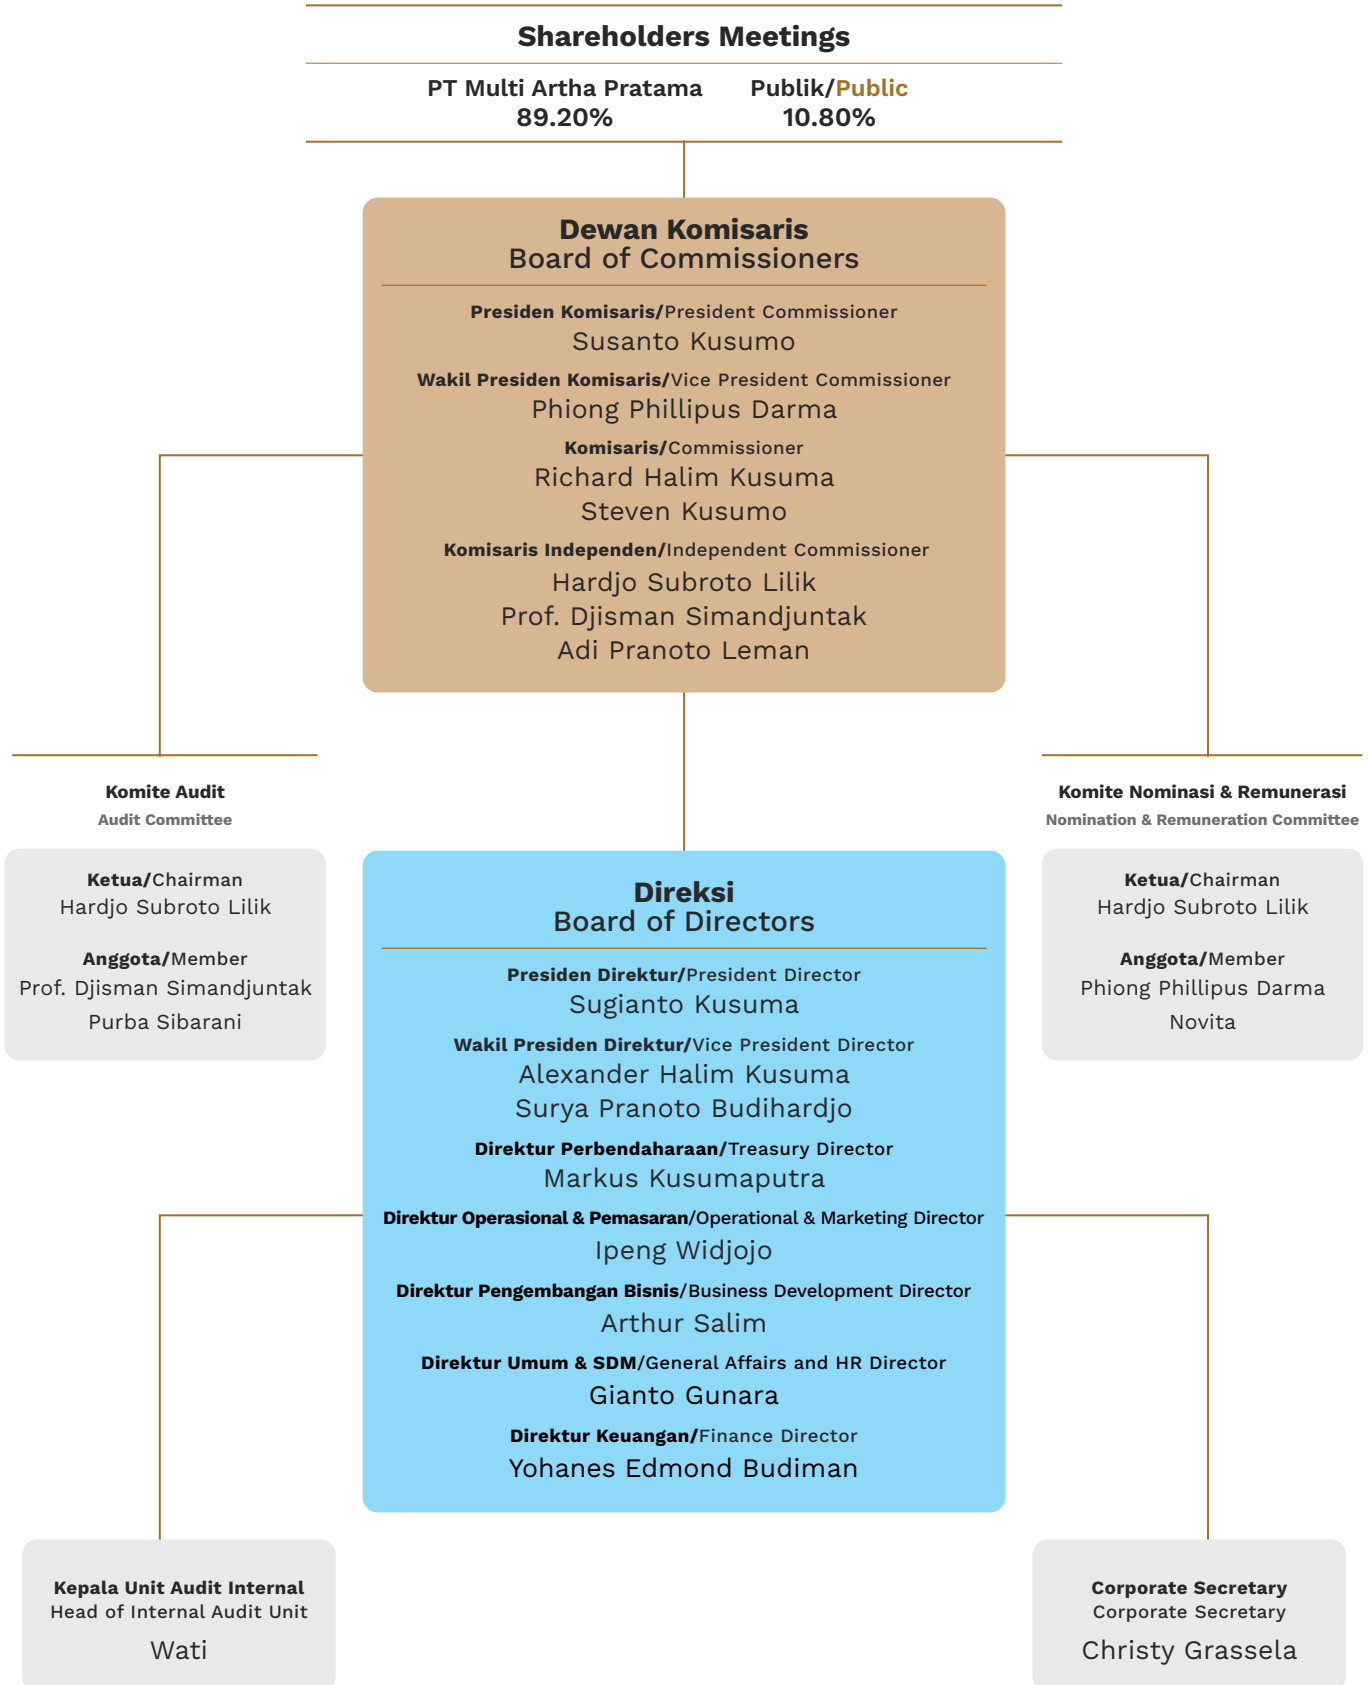 Shareholders Meetings
PT Multi Artha Pratama
89.20%
Publik/Public
10.80%
Dewan Komisaris
Board of Commissioners
Presiden Komisaris/President Commissioner
Susanto Kusumo
Wakil Presiden Komisaris/Vice President Commissioner
Phiong Phillipus Darma
Komisaris/Commissioner
Richard Halim Kusuma
Steven Kusumo
Komisaris Independen/Independent Commissioner
Hardjo Subroto Lilik
Prof. Djisman Simandjuntak
Adi Pranoto Leman
Komite Audit
Audit Committee
Ketua/Chairman
Hardjo Subroto Lilik
Anggota/Member
Prof. Djisman Simandjuntak
Purba Sibarani
Komite Nominasi & Remunerasi
Nomination & Remuneration Committee
Ketua/Chairman
Hardjo Subroto Lilik
Anggota/Member
Phiong Phillipus Darma
Novita
Direksi
Board of Directors
Presiden Direktur/President Director
Sugianto Kusuma
Wakil Presiden Direktur/Vice President Director
Alexander Halim Kusuma
Surya Pranoto Budihardjo
Direktur Perbendaharaan/Treasury Director
Markus Kusumaputra
Direktur Operasional & Pemasaran/Operational & Marketing Director
Ipeng Widjojo
Direktur Pengembangan Bisnis/Business Development Director
Arthur Salim
Direktur Umum & SDM/General Affairs and HR Director
Gianto Gunara
Direktur Keuangan/Finance Director
Yohanes Edmond Budiman
Kepala Unit Audit Internal
Head of Internal Audit Unit
Wati
Corporate Secretary
Corporate Secretary
Christy Grassela